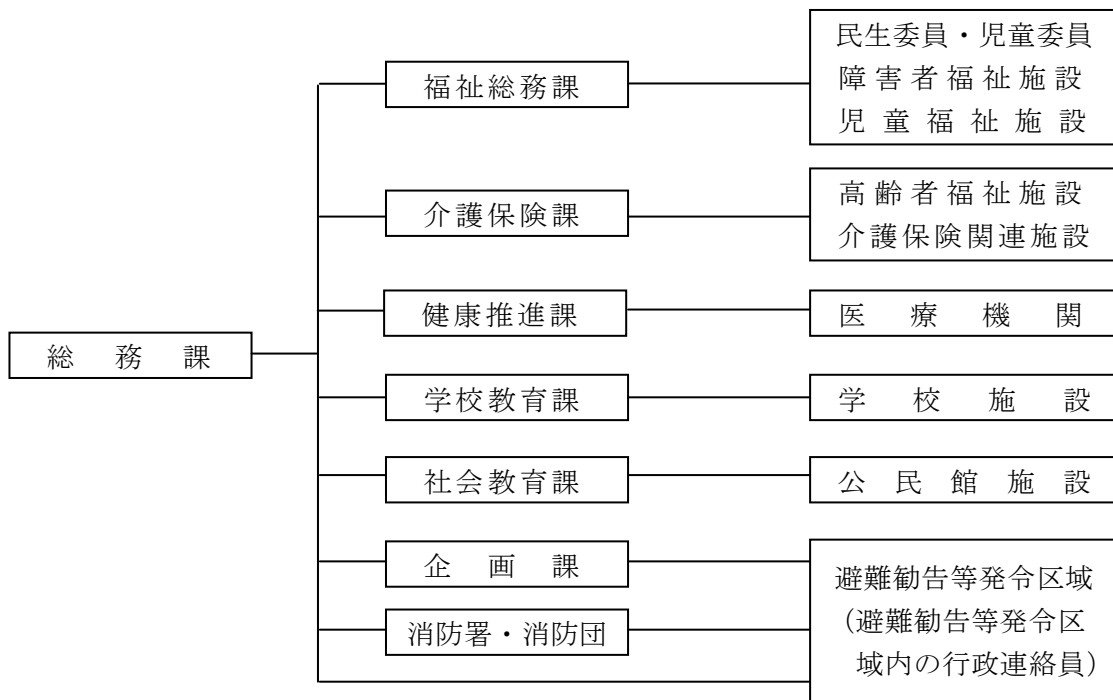 民生委員・児童委員
福祉総務課
障害者福祉施設
児童福祉施設
高齢者福祉施設
介護保険課
介護保険関連施設
健康推進課
医療機関
総務課
学校教育課
学校施設
社会教育課
公民館施設
企画課
避難勧告等発令区域
消防署・消防団
(避難勧告等発令区
域内の行政連絡員)